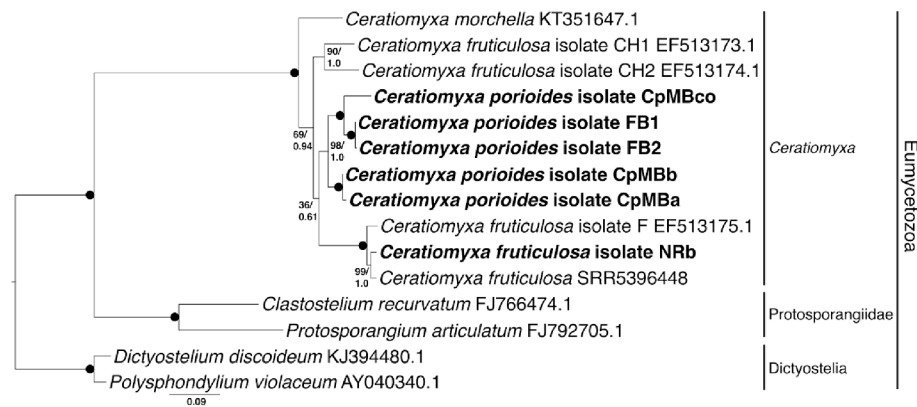 Ceratiomyxa morchella KT351647.1
Ceratiomyxa fruticulosa isolate CH1 EF513173.1
90/
1.0
Ceratiomyxa fruticulosa isolate CH2 EF513174.1
Ceratiomyxa porioides isolate CpMBco
Ceratiomyxa porioides isolate FB1
69/
0.94
98/
1.0
Ceratiomyxa porioides isolate FB2
Ceratiomyxa porioides isolate CpMBb
Ceratiomyxa porioides isolate CpMBa
36/
0.61
Ceratiomyxa fruticulosa
isolate F EF513175.1
Ceratiomyxa fruticulosa isolate NRb
99/
1.0
Ceratiomyxa fruticulosa SRR5396448
Clastostelium recurvatum FJ766474.1
Protosporangium articulatum FJ792705.1
Dictyostelium discoideum KJ394480.1
Polysphondylium violaceum AY040340.1
0.09
Ceratiomyxa
Protosporangiidae
Dictyostelia
Eumycetozoa